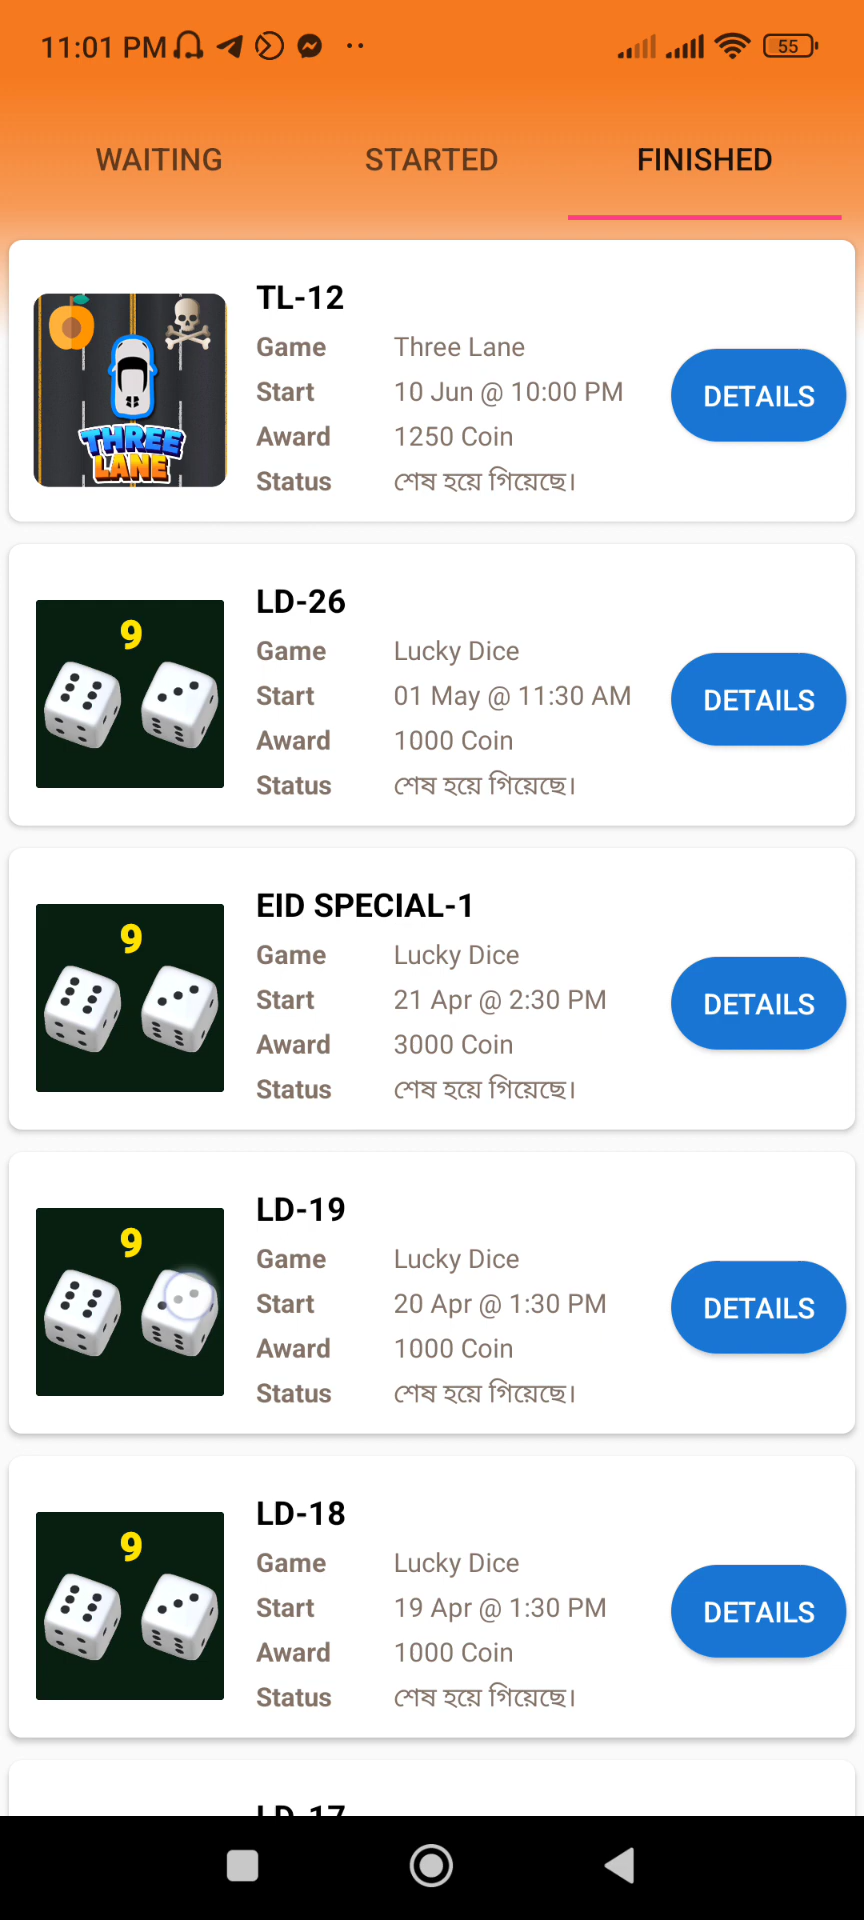 11:01 PM 55
WAITING STARTED FINISHED
TL-12
Game Three Lane
Start 10 Jun @ 10:00 PM
Award 1250 Coin
Status শেষ হয়ে গিয়েছে।
DETAILS
THREE
LANE
LD-26
9
Game Lucky Dice
Start 01 May @ 11:30 AM
Award 1000 Coin
Status শেষ হয়ে গিয়েছে।
DETAILS
EID SPECIAL-1
9
Game Lucky Dice
Start 21 Apr @ 2:30 PM
Award 3000 Coin
Status শেষ হয়ে গিয়েছে।
DETAILS
LD-19
9
Game Lucky Dice
Start 20 Apr @ 1:30 PM
Award 1000 Coin
Status শেষ হয়ে গিয়েছে।
DETAILS
LD-18
9
Game Lucky Dice
Start 19 Apr @ 1:30 PM
Award 1000 Coin
Status শেষ হয়ে গিয়েছে।
DETAILS
LD-17